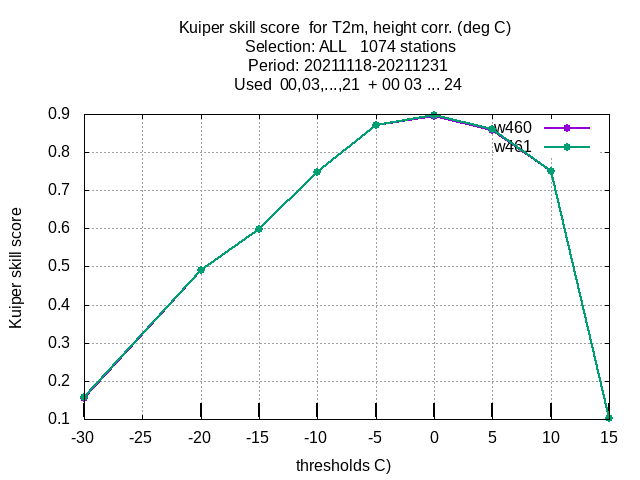 Kuiper skill score for T2m, height corr. (deg C)
Selection: ALL 1074 stations
Period: 20211118-20211231
Used 00,03,...,21 + 00 03 ... 24
w460
w461
Kuiper skill score
0.9
0.8
0.7
0.6
0.5
0.4
0.3
0.2
0.1
-30 -25 -20 -15 -10 -5 0 5 10 15
thresholds C)